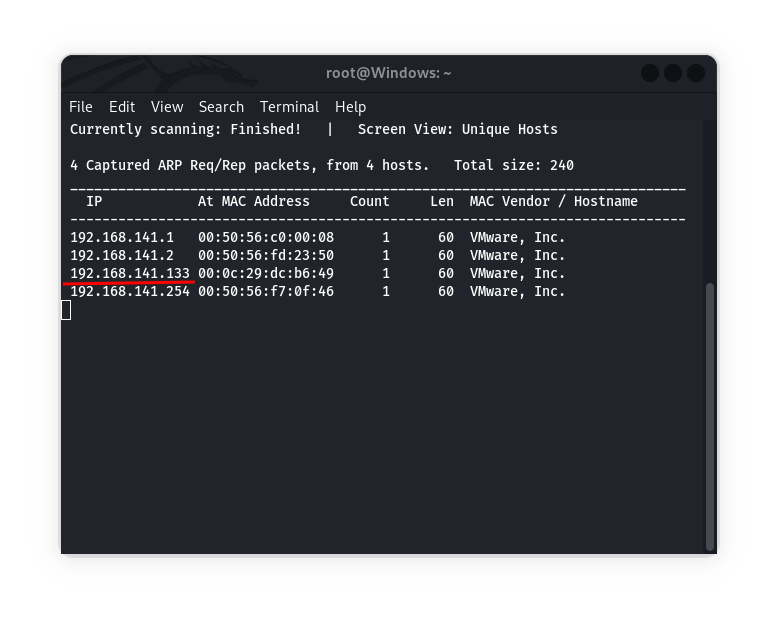 root@Windows: ~
File Edit View Search Terminal Help
Currently scanning: Finished! | Screen View: Unique Hosts
4 Captured ARP Req/Rep packets, from 4 hosts. Total size: 240
_____________________________________________________________________________
IP At MAC Address Count Len MAC Vendor / Hostname
-----------------------------------------------------------------------------
192.168.141.1 00:50:56:c0:00:08 1 60 VMware, Inc.
192.168.141.2 00:50:56:fd:23:50 1 60 VMware, Inc.
192.168.141.133 00:0c:29:dc:b6:49 1 60 VMware, Inc.
192.168.141.254 00:50:56:f7:0f:46 1 60 VMware, Inc.